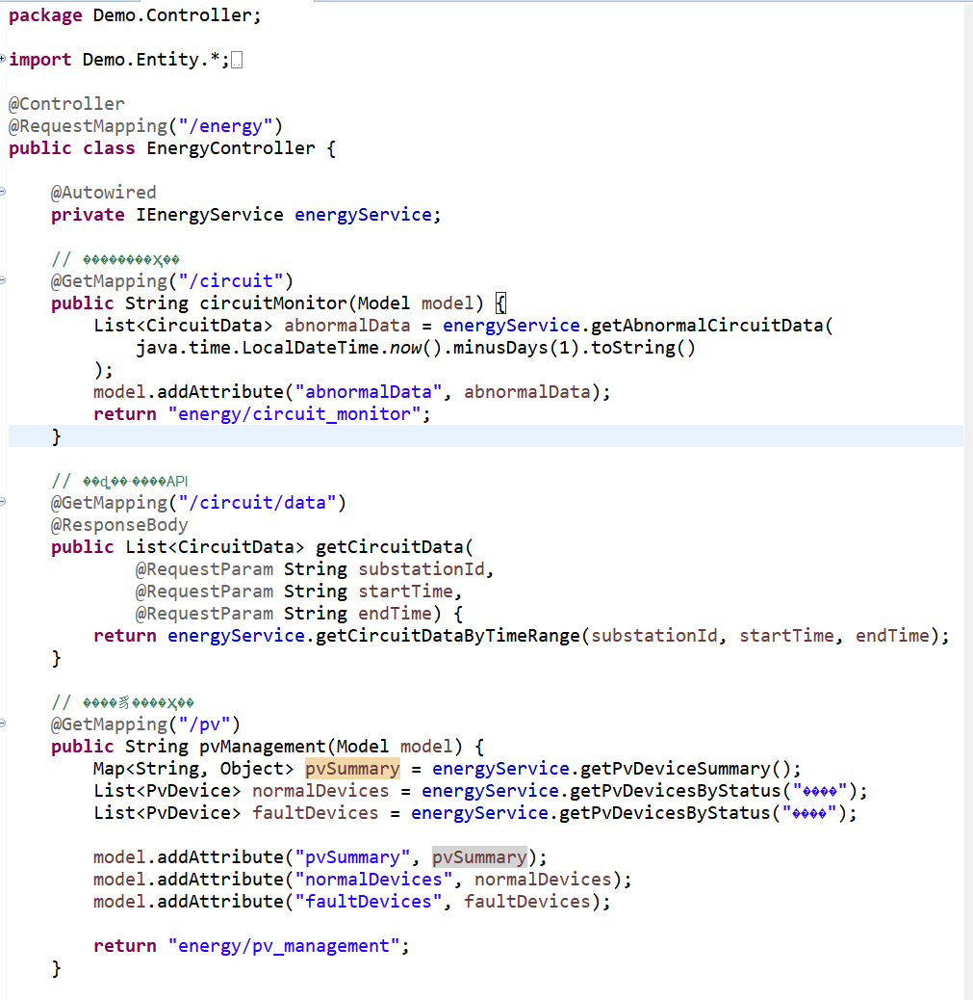 package Demo.Controller;
import Demo.Entity.*;
@Controller
@RequestMapping("/energy")
public class EnergyController {
@Autowired
private IEnergyService energyService;
//
@GetMapping("/circuit")
public String circuitMonitor(Model model) {
List<CircuitData> abnormalData = energyService.getAbnormalCircuitData(
java.time.LocalDateTime.now().minusDays(1).toString()
);
model.addAttribute("abnormalData", abnormalData);
return "energy/circuit_monitor";
}
// API
@GetMapping("/circuit/data")
@ResponseBody
public List<CircuitData> getCircuitData(
@RequestParam String substationId,
@RequestParam String startTime,
@RequestParam String endTime) {
return energyService.getCircuitDataByTimeRange(substationId, startTime, endTime);
}
//
@GetMapping("/pv")
public String pvManagement(Model model) {
Map<String, Object> pvSummary = energyService.getPvDeviceSummary();
List<PvDevice> normalDevices = energyService.getPvDevicesByStatus("����");
List<PvDevice> faultDevices = energyService.getPvDevicesByStatus("����");
model.addAttribute("pvSummary", pvSummary);
model.addAttribute("normalDevices", normalDevices);
model.addAttribute("faultDevices", faultDevices);
return "energy/pv_management";
}